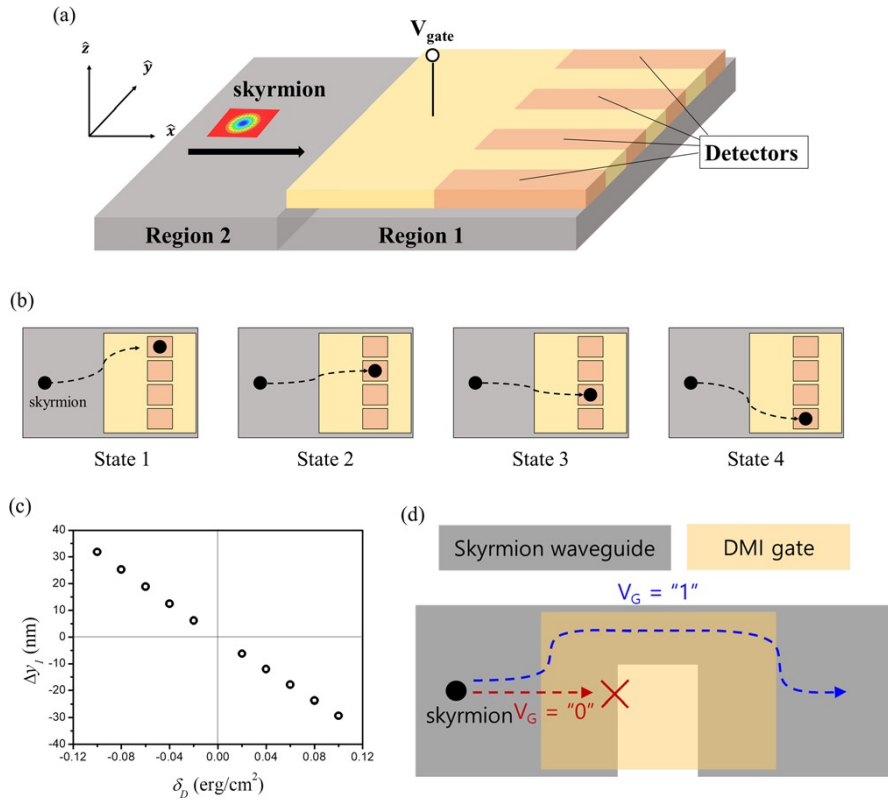 (a)
V_gate
ẑ
ŷ
x̂
skyrmion
Detectors
Region 2
Region 1
(b)
skyrmion
State 1
State 2
State 3
State 4
(c)
40
30
20
10
0
-10
-20
-30
-40
Δy_1 (nm)
-0.12 -0.08 -0.04 0.00 0.04 0.08 0.12
δ_D (erg/cm²)
(d)
Skyrmion waveguide
DMI gate
V_G = “1”
skyrmion
V_G = “0”